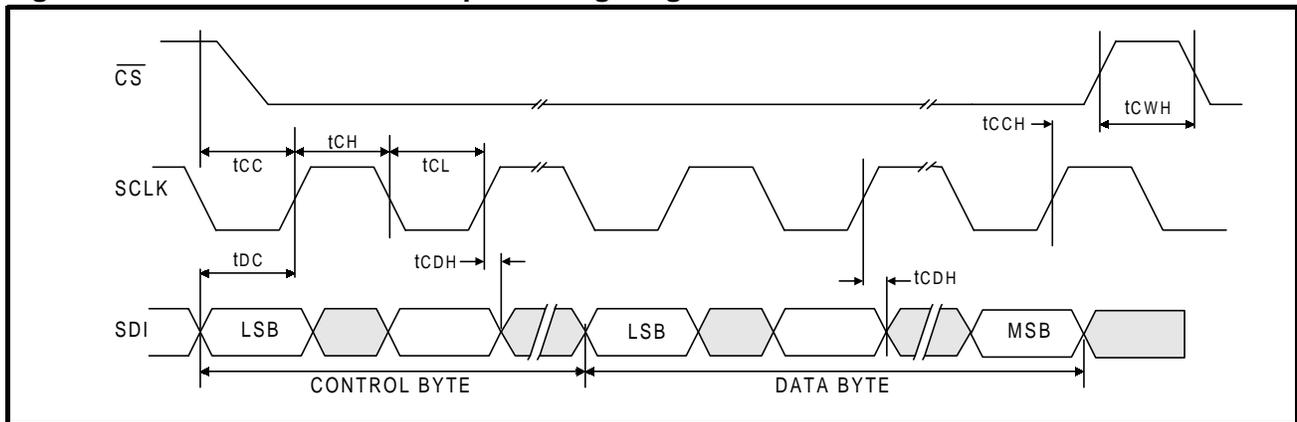 CS
tCWH
tCCH
tCH
tCC
tCL
SCLK
tDC
tCDH
tCDH
SDI
LSB
LSB
MSB
CONTROL BYTE
DATA BYTE